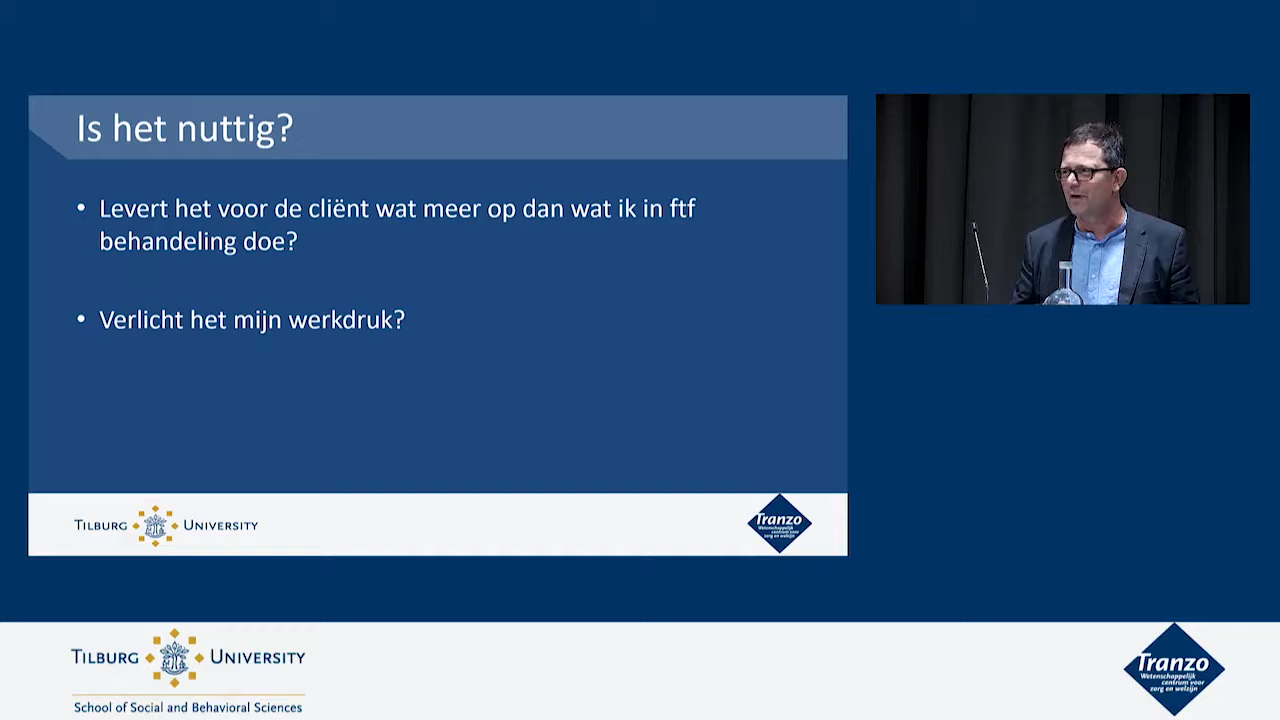 Is het nuttig?
• Levert het voor de cliënt wat meer op dan wat ik in ftf
behandeling doe?
• Verlicht het mijn werkdruk?
TILBURG UNIVERSITY
Tranzo
Wetenschappelijk
centrum voor
zorg en welzijn
TILBURG UNIVERSITY
School of Social and Behavioral Sciences
Tranzo
Wetenschappelijk
centrum voor
zorg en welzijn